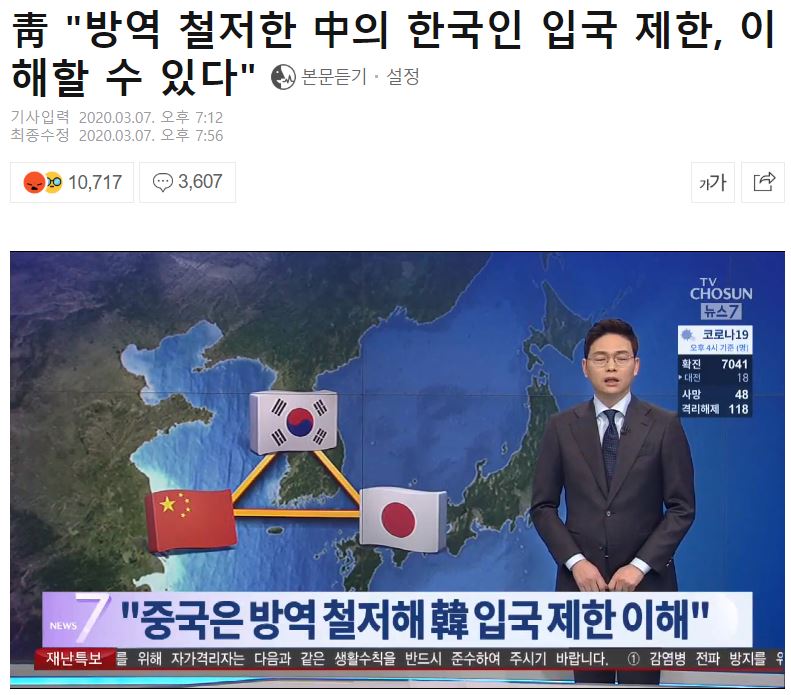 靑 "방역 철저한 中의 한국인 입국 제한, 이
해할 수 있다" 본문듣기 · 설정
기사입력 2020.03.07. 오후 7:12
최종수정 2020.03.07. 오후 7:56
10,717 3,607 가가
TV
CHOSUN
뉴스7
코로나19
오후 4시 기준 (명)
확진 7041
대전 18
사망 48
격리해제 118
NEWS 7 "중국은 방역 철저해 韓 입국 제한 이해"
재난특보 를 위해 자가격리자는 다음과 같은 생활수칙을 반드시 준수하여 주시기 바랍니다. ① 감염병 전파 방지를 위